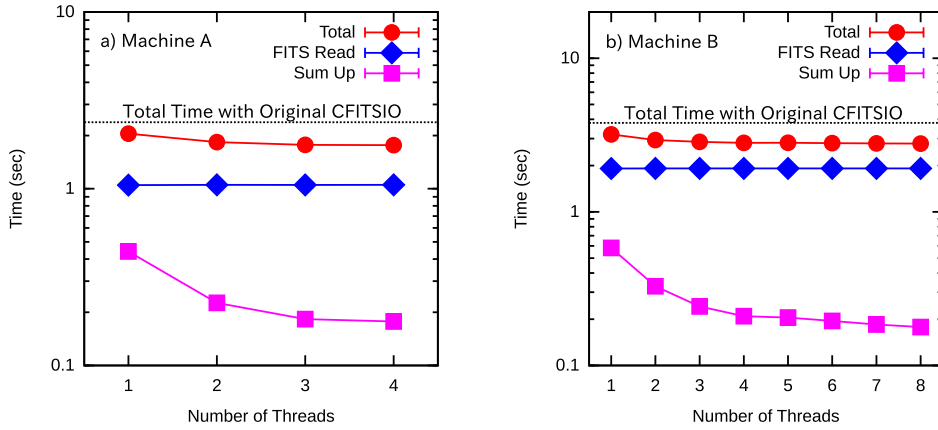 a) Machine A
Total
FITS Read
Sum Up
Total Time with Original CFITSIO
Time (sec)
10
1
0.1
1 2 3 4
Number of Threads
b) Machine B
Total
FITS Read
Sum Up
Total Time with Original CFITSIO
Time (sec)
10
1
0.1
1 2 3 4 5 6 7 8
Number of Threads